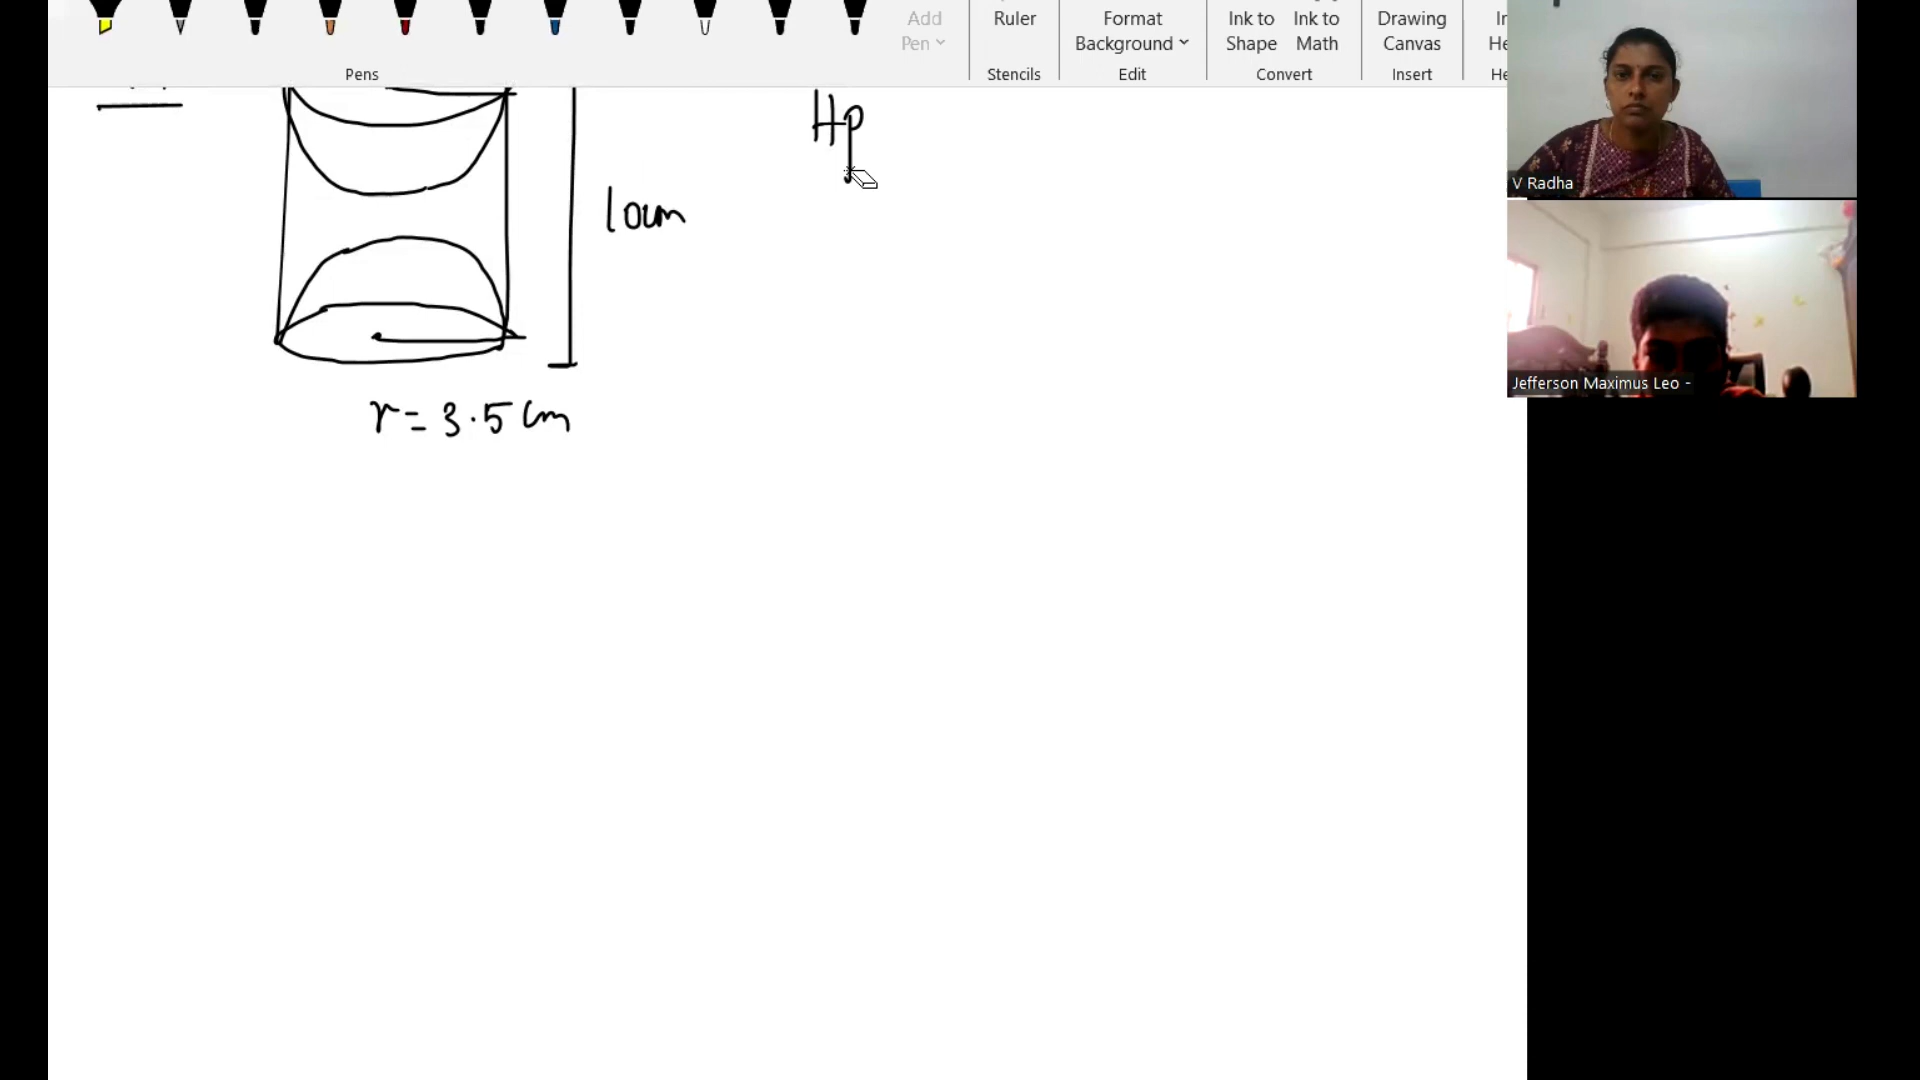 Add
Pen
Ruler
Format
Background
Ink to
Shape
Ink to
Math
Drawing
Canvas
Pens
Stencils
Edit
Convert
Insert
V Radha
Jefferson Maximus Leo -
Hp
10cm
r = 3.5 cm